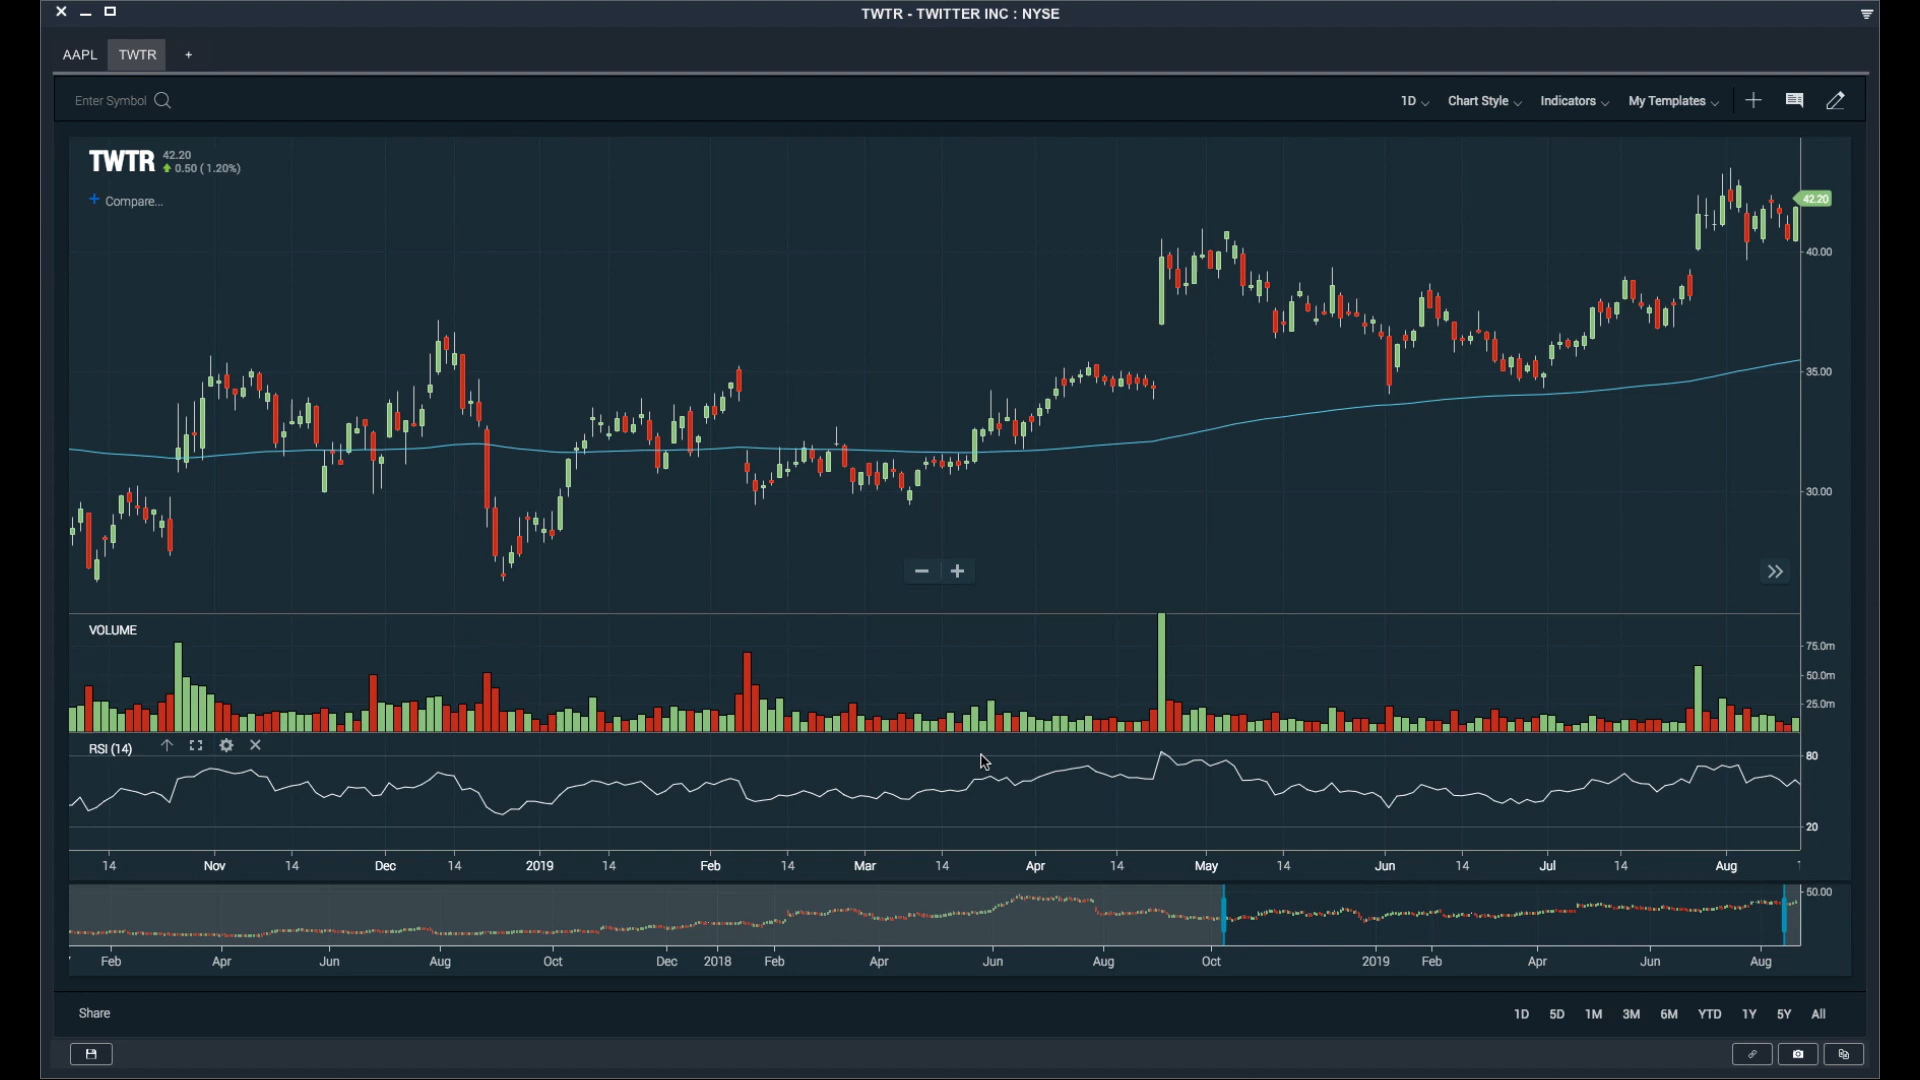 TWTR - TWITTER INC : NYSE
AAPL TWTR +
Enter Symbol 1D Chart Style Indicators My Templates
TWTR 42.20
0.50 (1.20%)
+ Compare...
42.20
40.00
35.00
30.00
VOLUME
75.0m
50.0m
25.0m
RSI (14)
80
20
14 Nov 14 Dec 14 2019 14 Feb 14 Mar 14 Apr 14 May 14 Jun 14 Jul 14 Aug
50.00
Feb Apr Jun Aug Oct Dec 2018 Feb Apr Jun Aug Oct 2019 Feb Apr Jun Aug
Share 1D 5D 1M 3M 6M YTD 1Y 5Y All